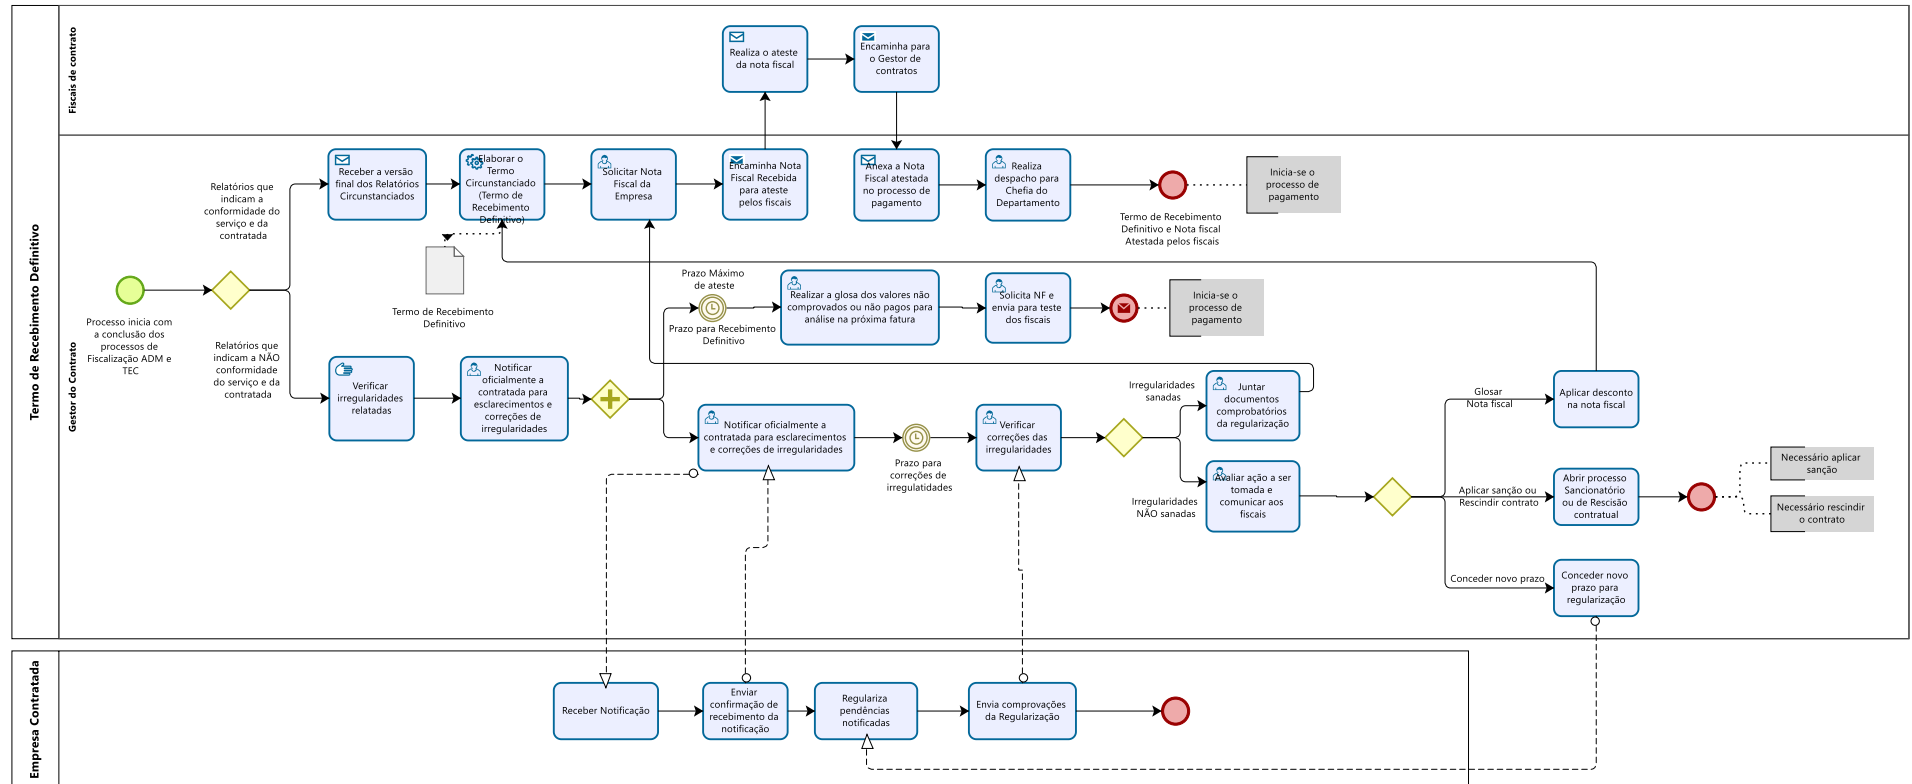 Termo de Recebimento Definitivo
Fiscais de contrato
Realiza o ateste
da nota fiscal
Encaminha para
o Gestor de
contratos
Gestor do Contrato
Processo inicia com
a conclusão dos
processos de
Fiscalização ADM e
TEC
Relatórios que
indicam a
conformidade do
serviço e da
contratada
Relatórios que
indicam a NÃO
conformidade
do serviço e da
contratada
Receber a versão
final dos Relatórios
Circunstanciados
Elaborar o
Termo
Circunstanciado
(Termo de
Recebimento
Definitivo)
Solicitar Nota
Fiscal da
Empresa
Encaminha Nota
Fiscal Recebida
para ateste
pelos fiscais
Anexa a Nota
Fiscal atestada
no processo de
pagamento
Realiza
despacho para
Chefia do
Departamento
Termo de Recebimento
Definitivo e Nota fiscal
Atestada pelos fiscais
Inicia-se o
processo de
pagamento
Termo de Recebimento
Definitivo
Prazo Máximo
de ateste
Prazo para Recebimento
Definitivo
Realizar a glosa dos valores não
comprovados ou não pagos para
análise na próxima fatura
Solicita NF e
envia para teste
dos fiscais
Inicia-se o
processo de
pagamento
Verificar
irregularidades
relatadas
Notificar
oficialmente a
contratada para
esclarecimentos e
correções de
irregularidades
Notificar oficialmente a
contratada para esclarecimentos
e correções de irregularidades
Prazo para
correções de
irregulatidades
Verificar
correções das
irregularidades
Irregularidades
sanadas
Irregularidades
NÃO sanadas
Juntar
documentos
comprobatórios
da regularização
Avaliar ação a ser
tomada e
comunicar aos
fiscais
Glosar
Nota fiscal
Aplicar sanção ou
Rescindir contrato
Conceder novo prazo
Aplicar desconto
na nota fiscal
Abrir processo
Sancionatório
ou de Rescisão
contratual
Conceder novo
prazo para
regularização
Necessário aplicar
sanção
Necessário rescindir
o contrato
Empresa Contratada
Receber Notificação
Enviar
confirmação de
recebimento da
notificação
Regulariza
pendências
notificadas
Envia comprovações
da Regularização